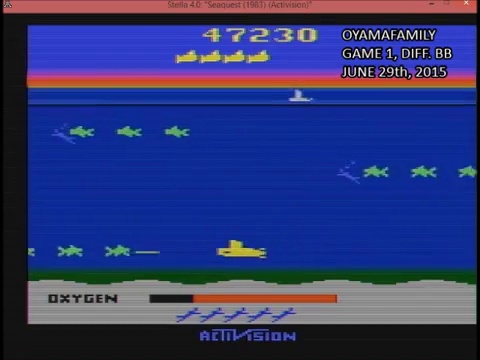 Stella 4.0: "Seaquest (1983) (Activision)"
47230
OYAMAFAMILY
GAME 1, DIFF. BB
JUNE 29th, 2015
OXYGEN
ACTIVISION